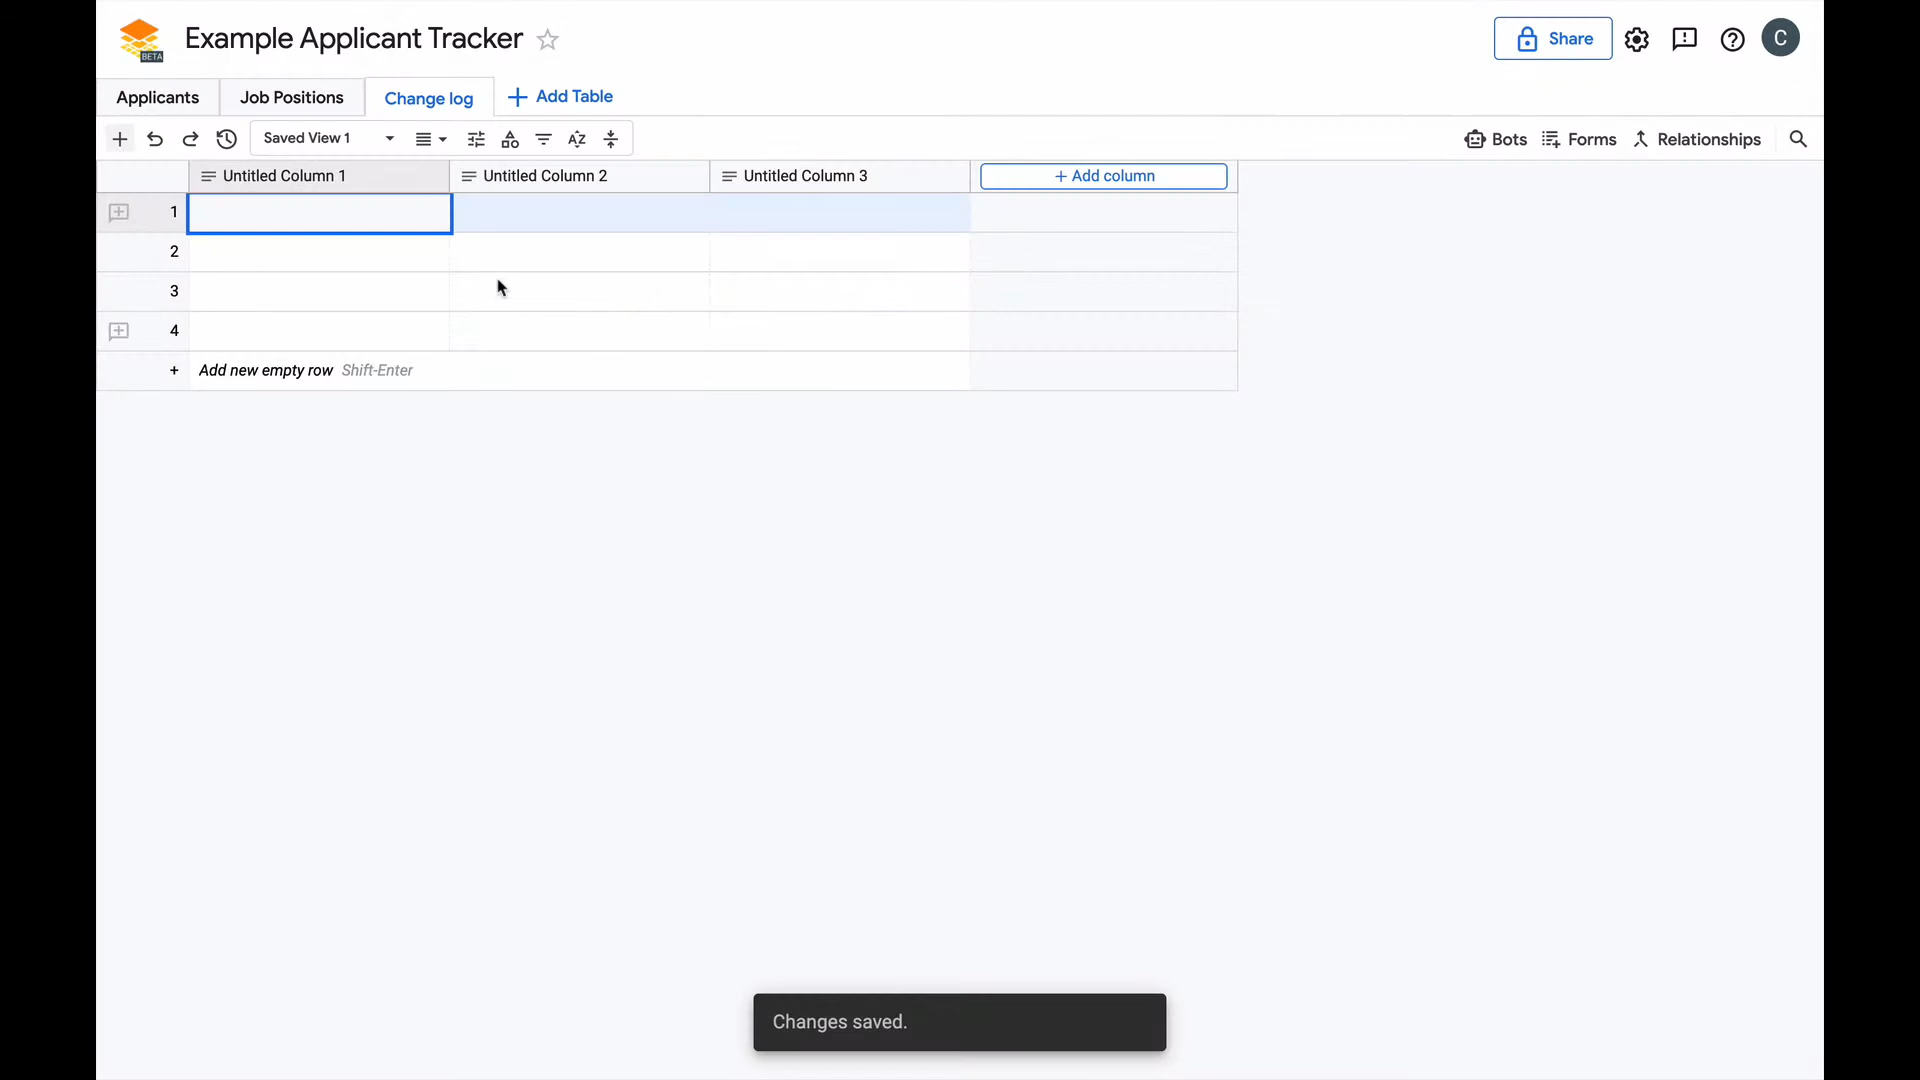 BETA
Example Applicant Tracker
Share
C
Applicants
Job Positions
Change log
+ Add Table
Saved View 1
AZ
Bots
Forms
Relationships
Untitled Column 1
Untitled Column 2
Untitled Column 3
+ Add column
1
2
3
4
+ Add new empty row Shift-Enter
Changes saved.